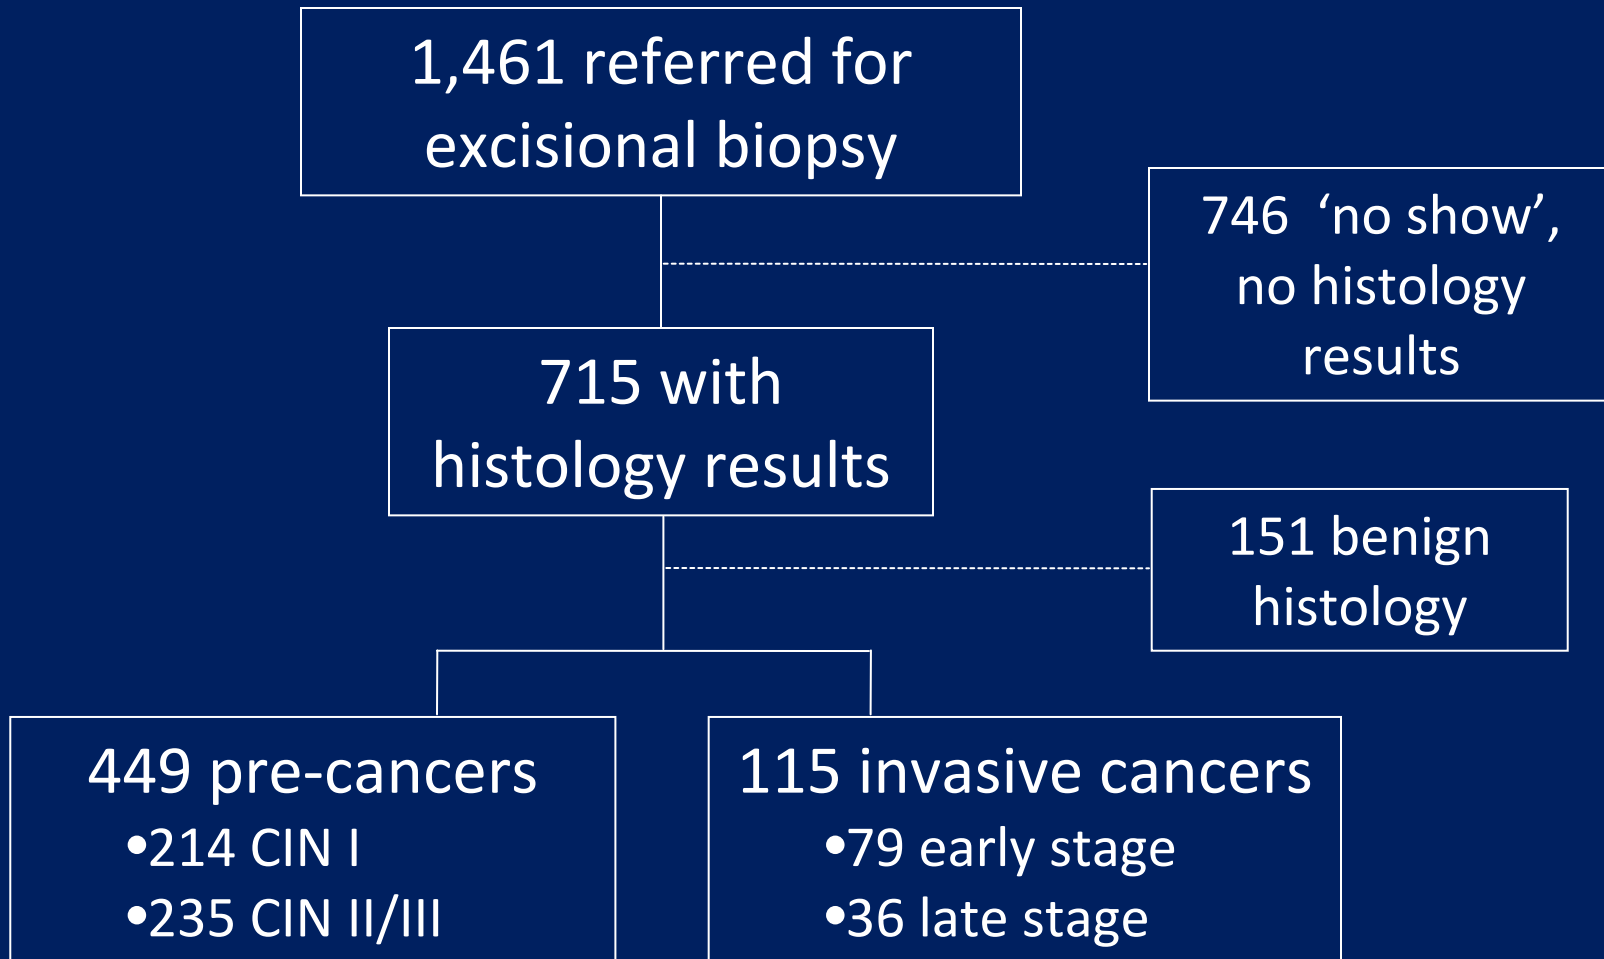 1,461 referred for
excisional biopsy
746 ‘no show’,
no histology
results
715 with
histology results
151 benign
histology
449 pre-cancers
•214 CIN I
•235 CIN II/III
115 invasive cancers
•79 early stage
•36 late stage